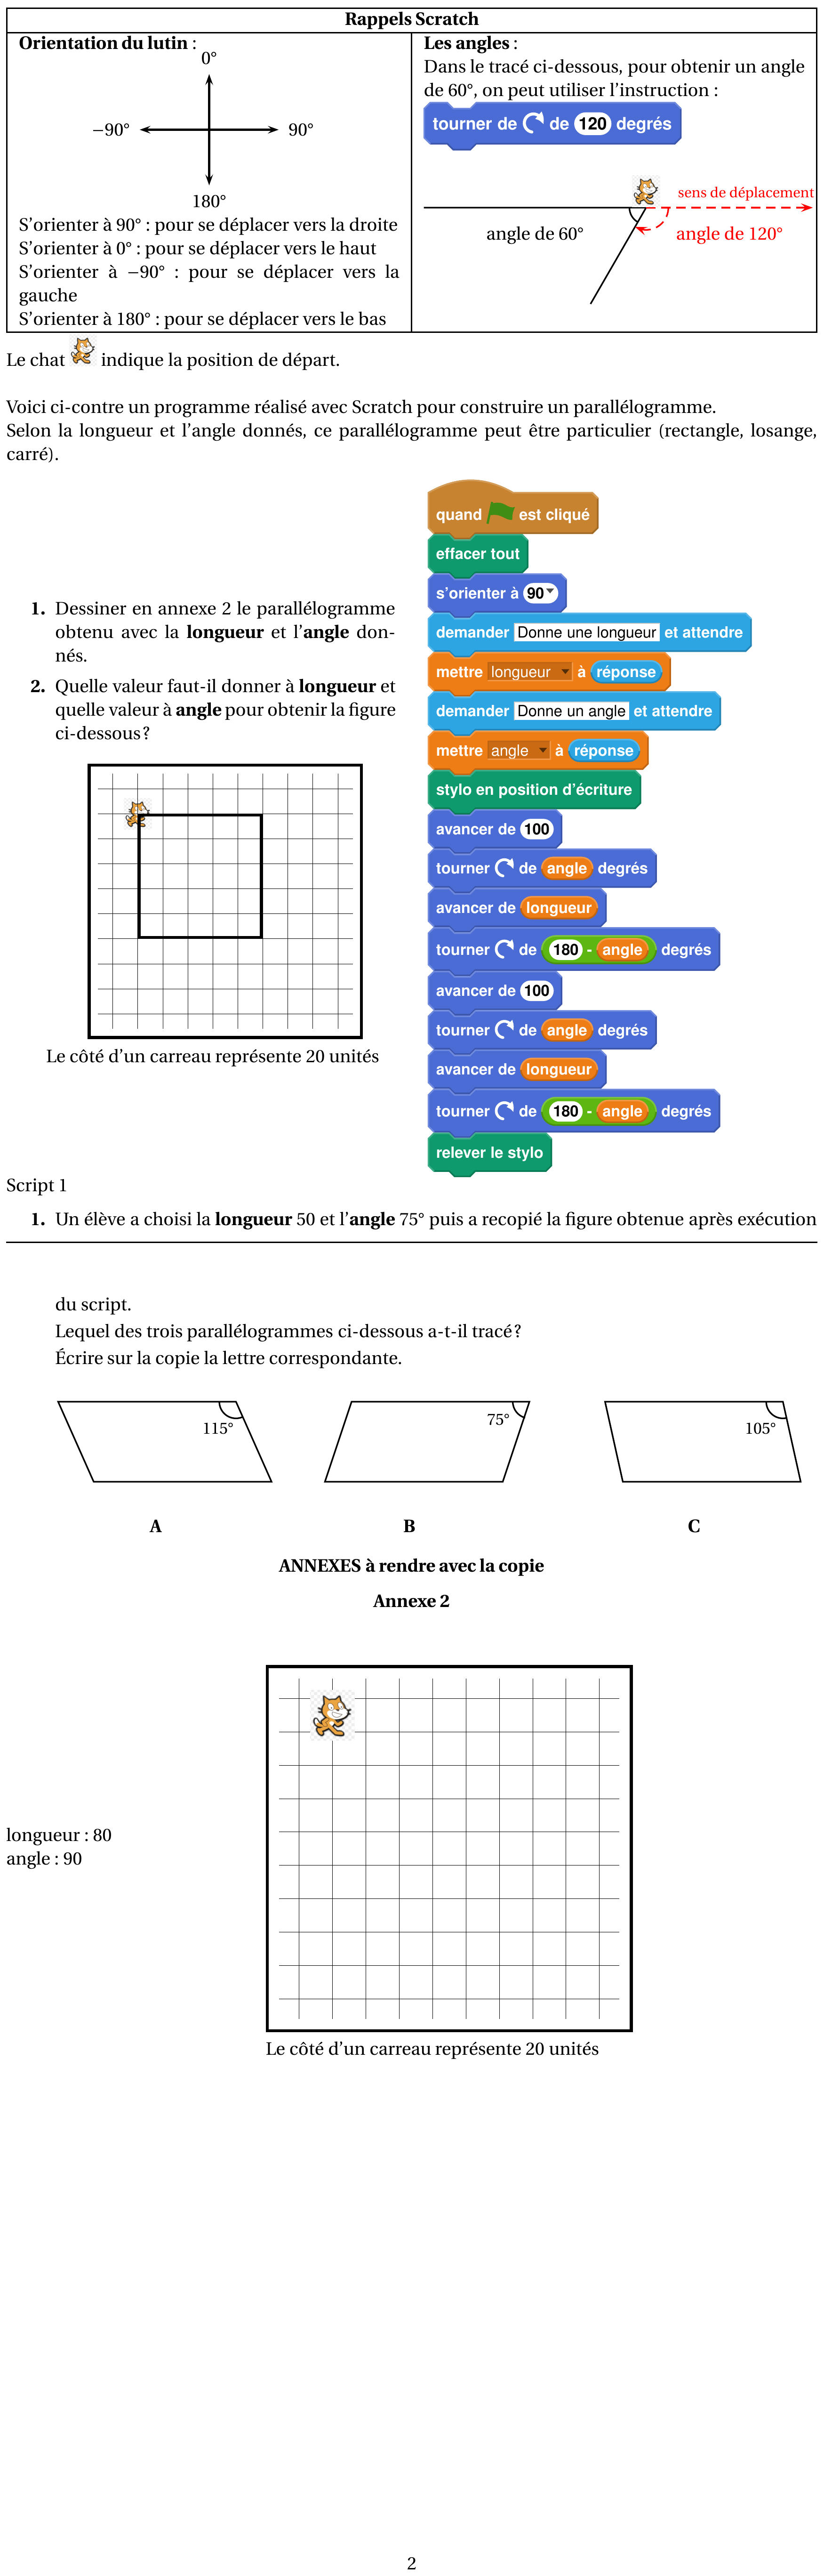 Rappels Scratch
Orientation du lutin :
0°
−90°
90°
180°
S’orienter à 90° : pour se déplacer vers la droite
S’orienter à 0° : pour se déplacer vers le haut
S’orienter à −90° : pour se déplacer vers la
gauche
S’orienter à 180° : pour se déplacer vers le bas
Les angles :
Dans le tracé ci-dessous, pour obtenir un angle
de 60°, on peut utiliser l’instruction :
tourner de de 120 degrés
sens de déplacement
angle de 60°
angle de 120°
Le chat indique la position de départ.
Voici ci-contre un programme réalisé avec Scratch pour construire un parallélogramme.
Selon la longueur et l’angle donnés, ce parallélogramme peut être particulier (rectangle, losange,
carré).
1. Dessiner en annexe 2 le parallélogramme
obtenu avec la longueur et l’angle don-
nés.
2. Quelle valeur faut-il donner à longueur et
quelle valeur à angle pour obtenir la figure
ci-dessous ?
Le côté d’un carreau représente 20 unités
quand est cliqué
effacer tout
s’orienter à 90
demander Donne une longueur et attendre
mettre longueur à réponse
demander Donne un angle et attendre
mettre angle à réponse
stylo en position d’écriture
avancer de 100
tourner de angle degrés
avancer de longueur
tourner de 180 - angle degrés
avancer de 100
tourner de angle degrés
avancer de longueur
tourner de 180 - angle degrés
relever le stylo
Script 1
1. Un élève a choisi la longueur 50 et l’angle 75° puis a recopié la figure obtenue après exécution
du script.
Lequel des trois parallélogrammes ci-dessous a-t-il tracé ?
Écrire sur la copie la lettre correspondante.
115°
75°
105°
A
B
C
ANNEXES à rendre avec la copie
Annexe 2
longueur : 80
angle : 90
Le côté d’un carreau représente 20 unités
2